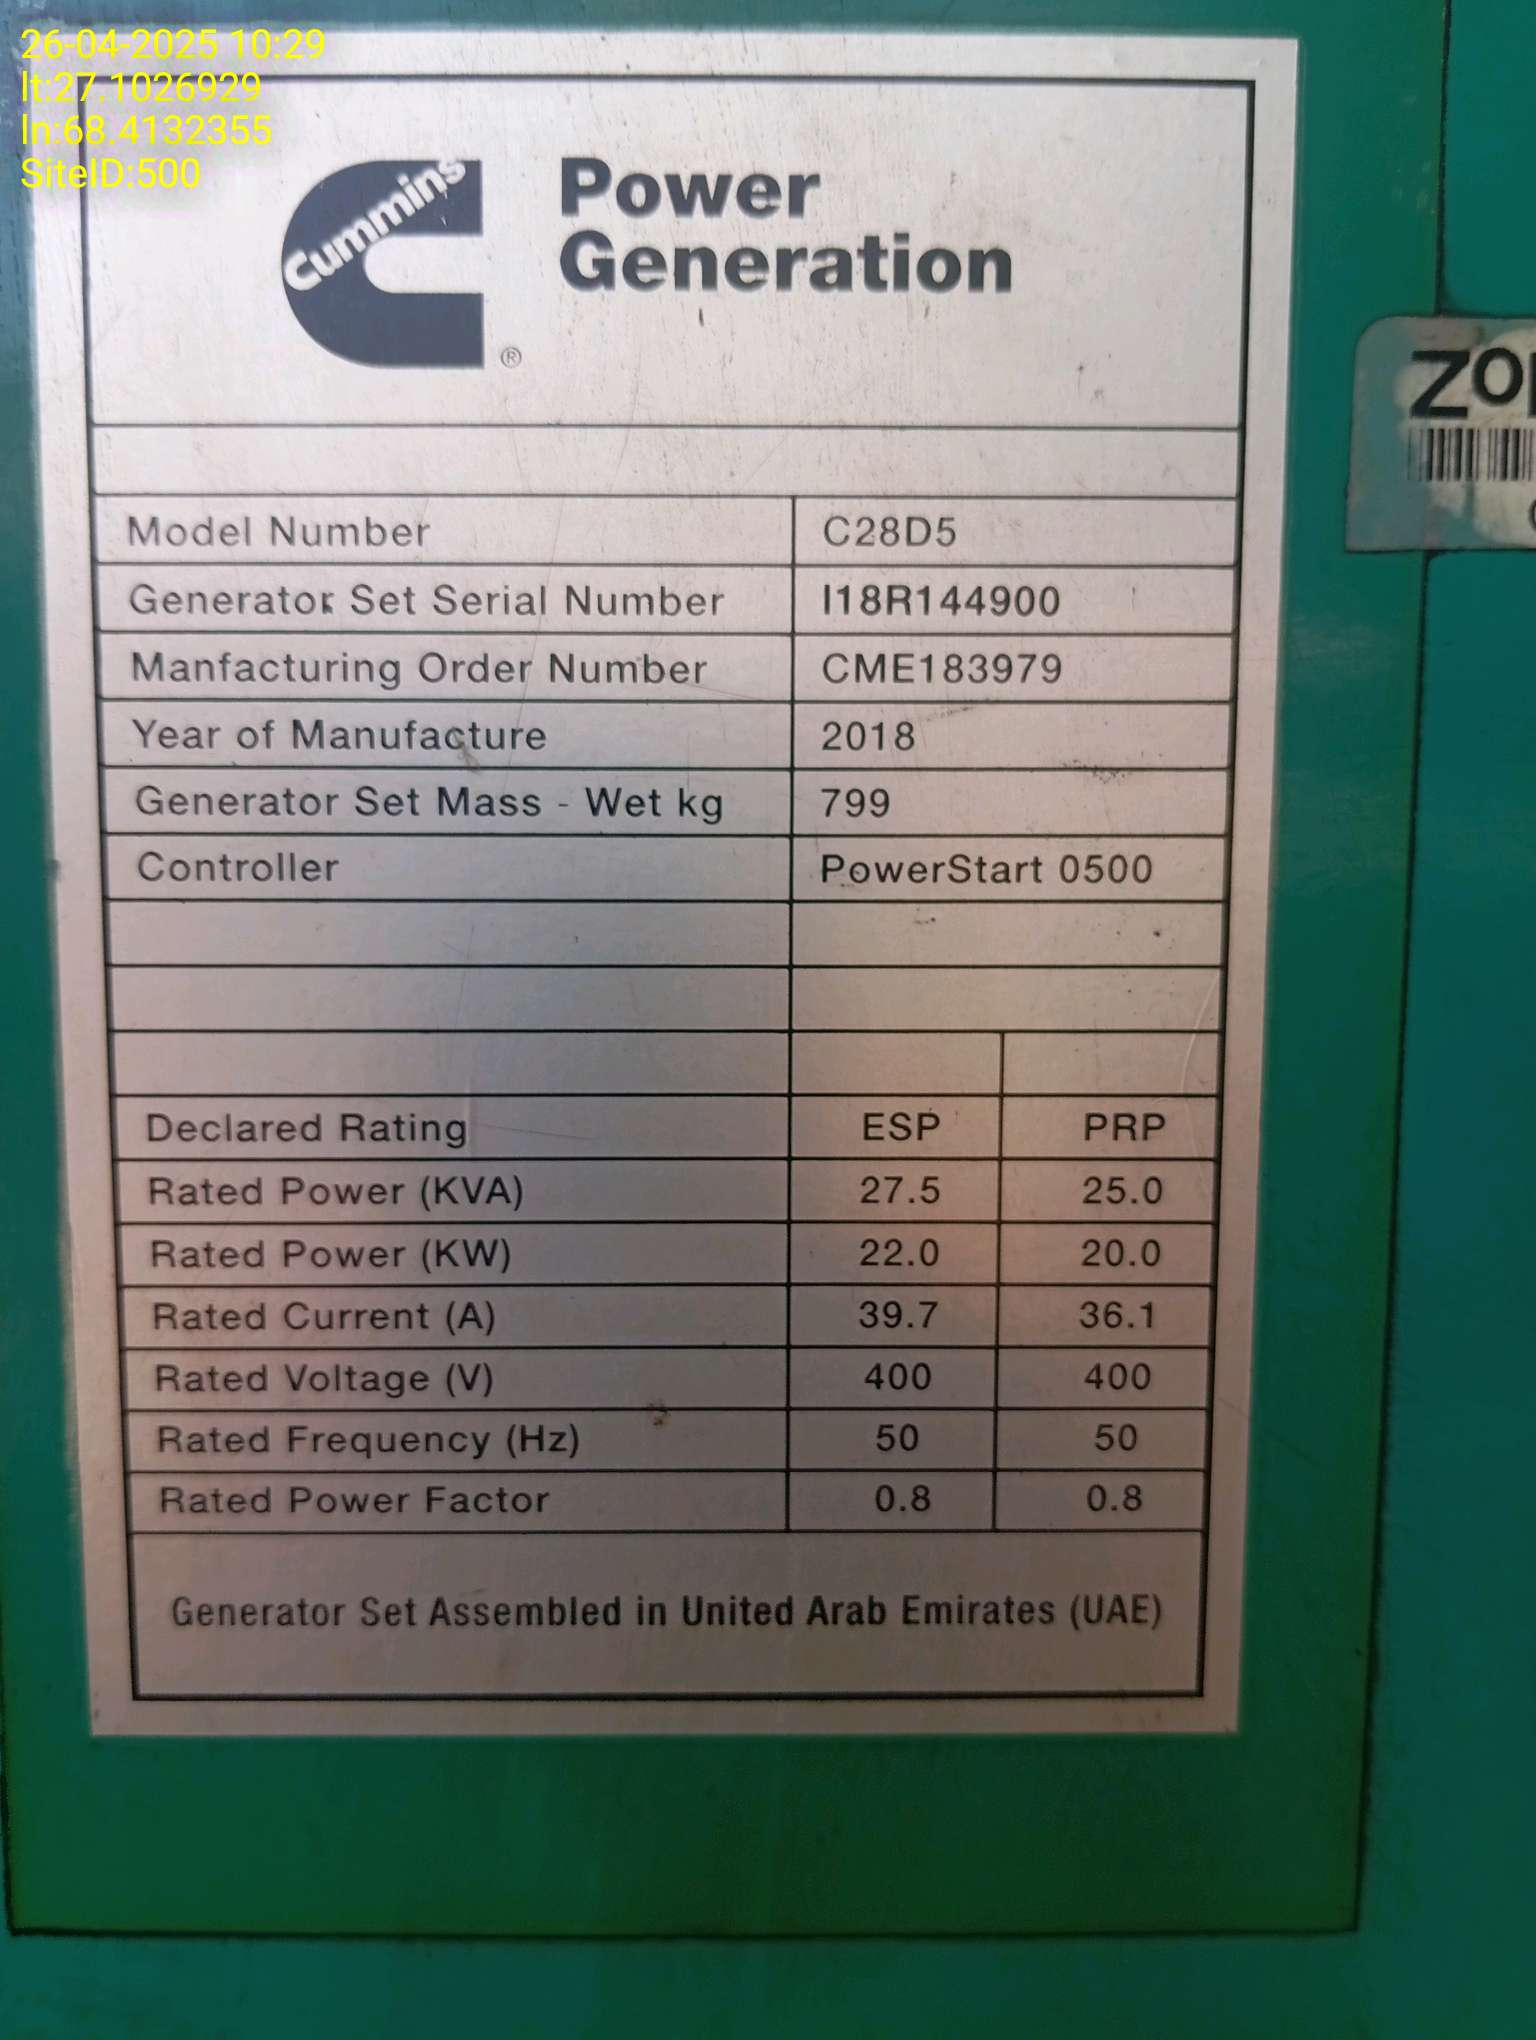 26-04-2025 10:29
lt:27.1026929
ln:68.4132355
SiteID:500
Cummins
®
Power
Generation
Model Number C28D5
Generator Set Serial Number I18R144900
Manfacturing Order Number CME183979
Year of Manufacture 2018
Generator Set Mass - Wet kg 799
Controller PowerStart 0500
Declared Rating ESP PRP
Rated Power (KVA) 27.5 25.0
Rated Power (KW) 22.0 20.0
Rated Current (A) 39.7 36.1
Rated Voltage (V) 400 400
Rated Frequency (Hz) 50 50
Rated Power Factor 0.8 0.8
Generator Set Assembled in United Arab Emirates (UAE)